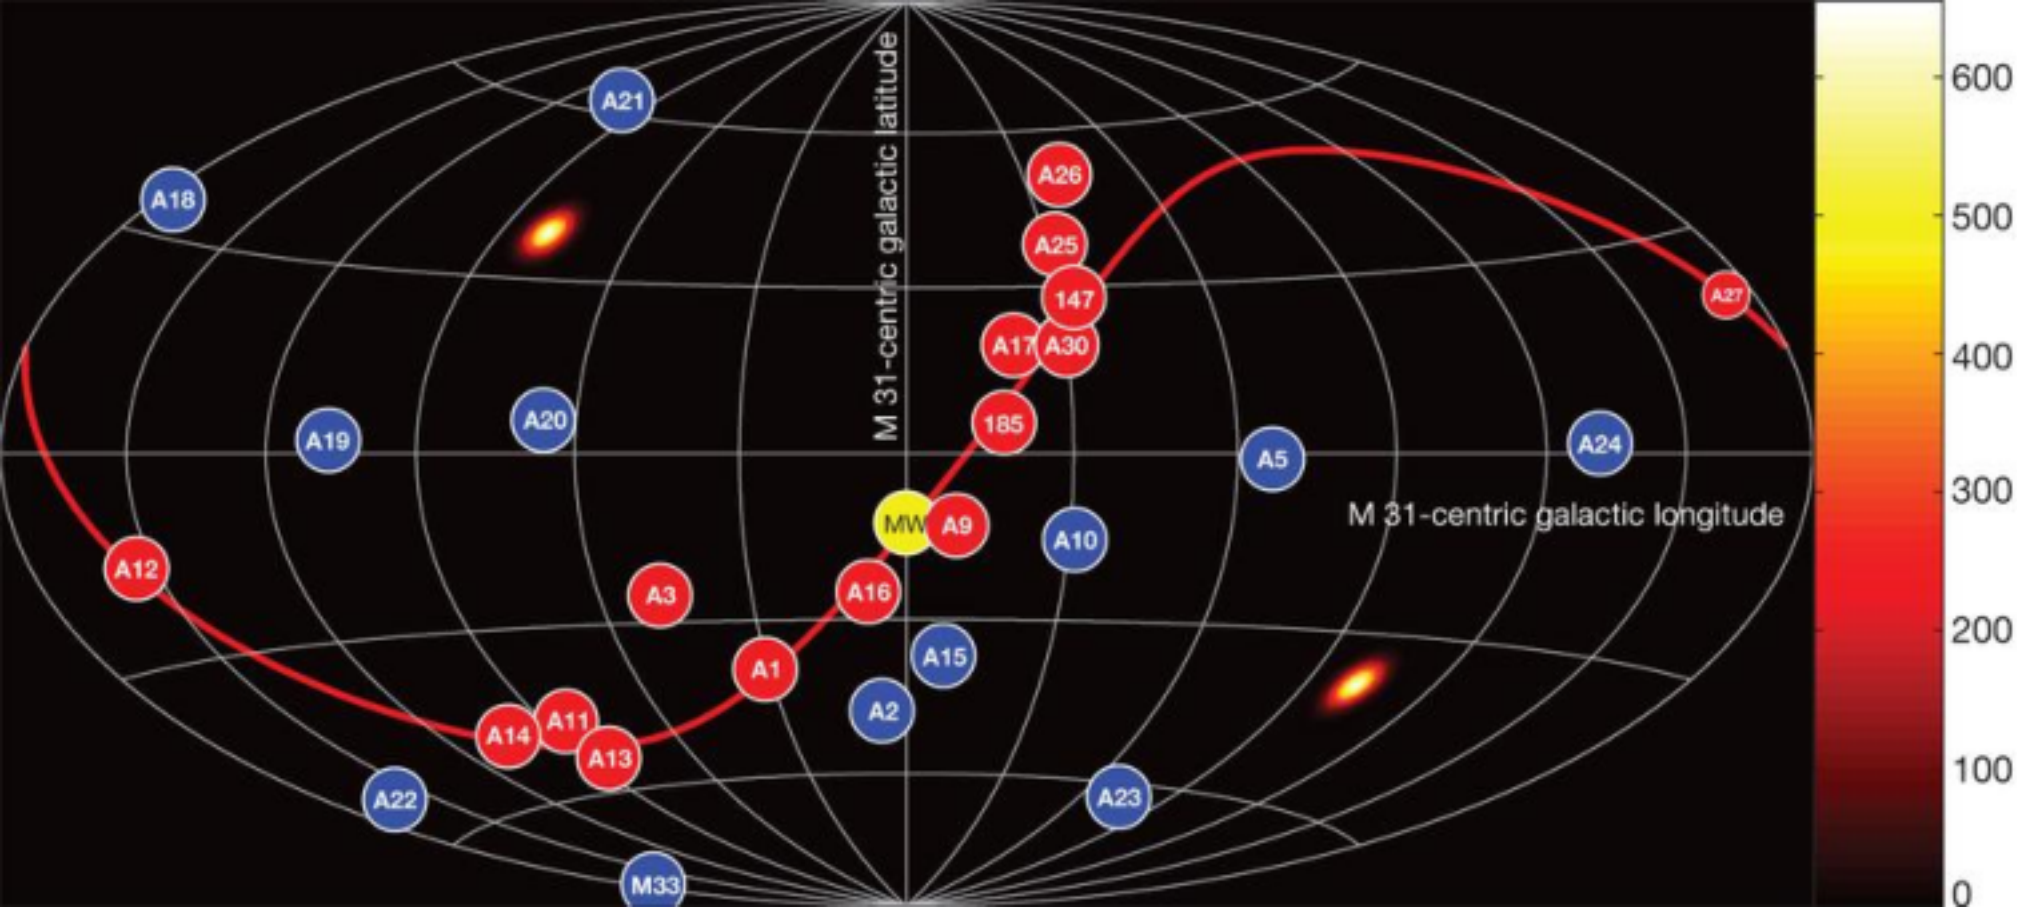 M 31-centric galactic latitude
A21
A26
A18
A25
147
A27
A17
A30
A20
185
A19
A5
A24
MW
A9
A10
M 31-centric galactic longitude
A12
A3
A16
A15
A1
A2
A11
A14
A13
A22
A23
M33
600
500
400
300
200
100
0